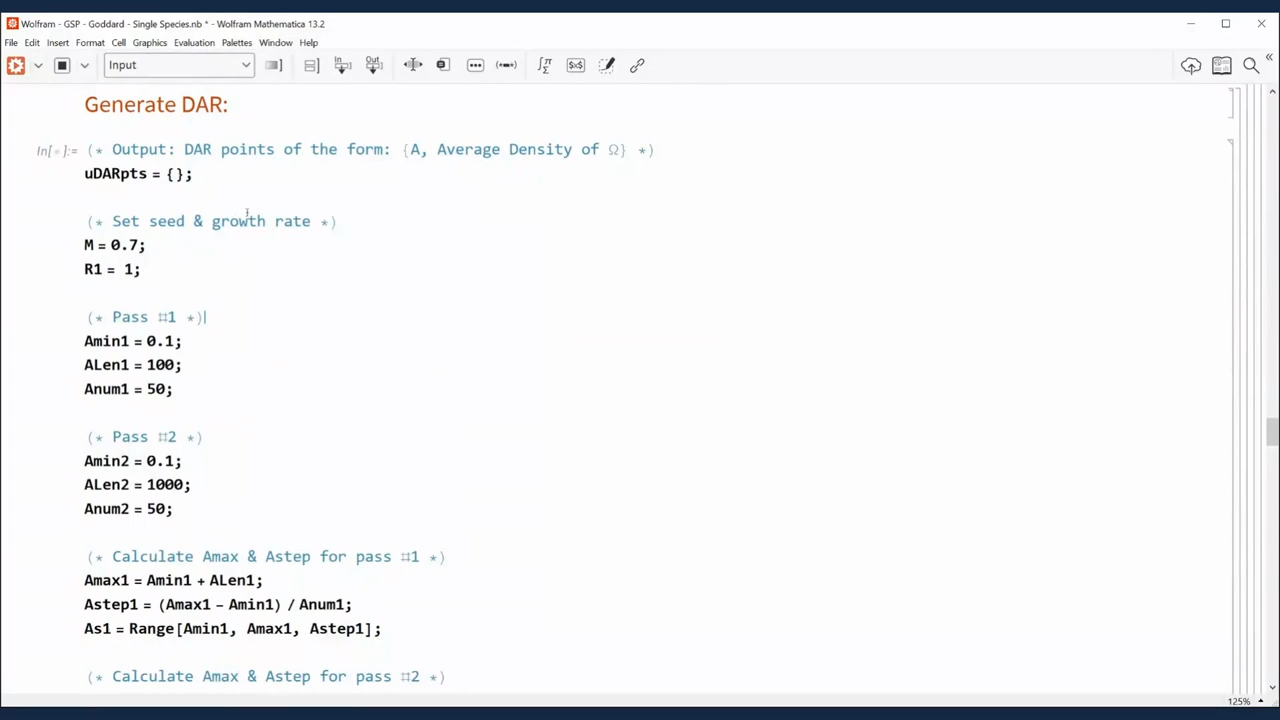 Wolfram - GSP - Goddard - Single Species.nb * - Wolfram Mathematica 13.2
File Edit Insert Format Cell Graphics Evaluation Palettes Window Help
Input In[] Out[] Σπ $x$
Generate DAR:
In[•]:= (* Output: DAR points of the form: {A, Average Density of Ω} *)
uDARpts = {};
(* Set seed & growth rate *)
M = 0.7;
R1 = 1;
(* Pass #1 *)
Amin1 = 0.1;
ALen1 = 100;
Anum1 = 50;
(* Pass #2 *)
Amin2 = 0.1;
ALen2 = 1000;
Anum2 = 50;
(* Calculate Amax & Astep for pass #1 *)
Amax1 = Amin1 + ALen1;
Astep1 = (Amax1 - Amin1) / Anum1;
As1 = Range[Amin1, Amax1, Astep1];
(* Calculate Amax & Astep for pass #2 *)
125%